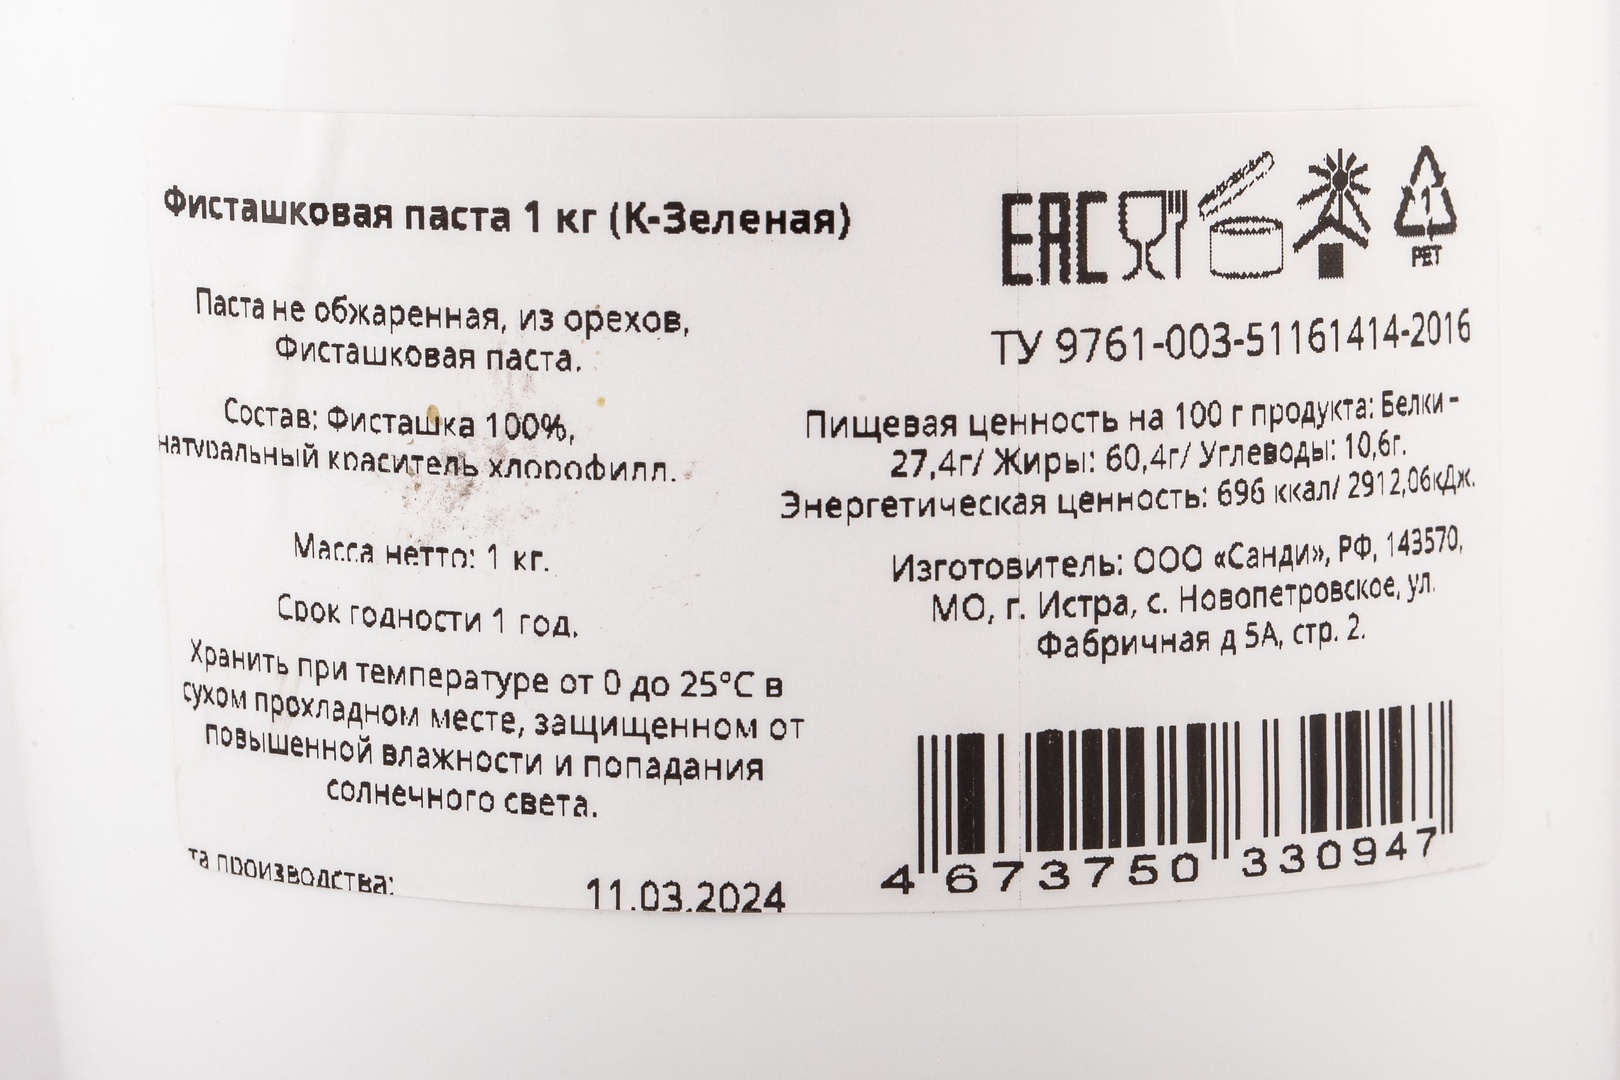 Фисташковая паста 1 кг (К-Зеленая)
Паста не обжаренная, из орехов,
Фисташковая паста.
Состав: Фисташка 100%,
натуральный краситель хлорофилл.
Масса нетто: 1 кг.
Срок годности 1 год.
Хранить при температуре от 0 до 25°С в
сухом прохладном месте, защищенном от
повышенной влажности и попадания
солнечного света.
та производства: 11.03.2024
EAC
1
PET
ТУ 9761-003-51161414-2016
Пищевая ценность на 100 г продукта: Белки -
27,4г/ Жиры: 60,4г/ Углеводы: 10,6г.
Энергетическая ценность: 696 ккал/ 2912,06кДж.
Изготовитель: ООО «Санди», РФ, 143570,
МО, г. Истра, с. Новопетровское, ул.
Фабричная д 5А, стр. 2.
4 673750 330947